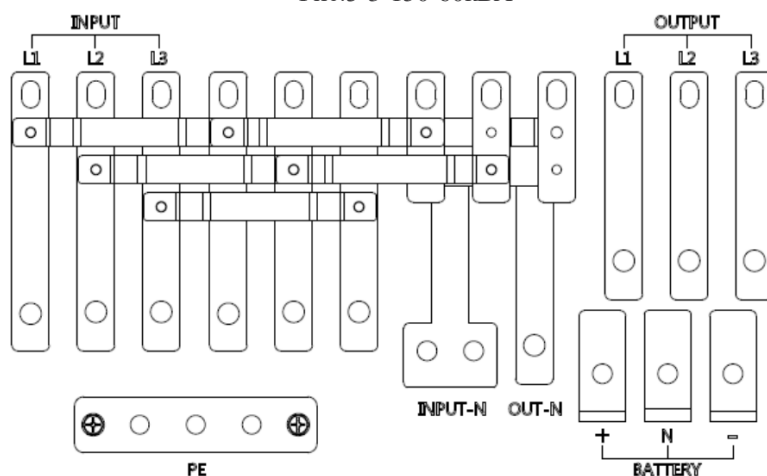 INPUT
OUTPUT
L1 L2 L3
L1 L2 L3
INPUT-N OUT-N
+ N -
PE
BATTERY